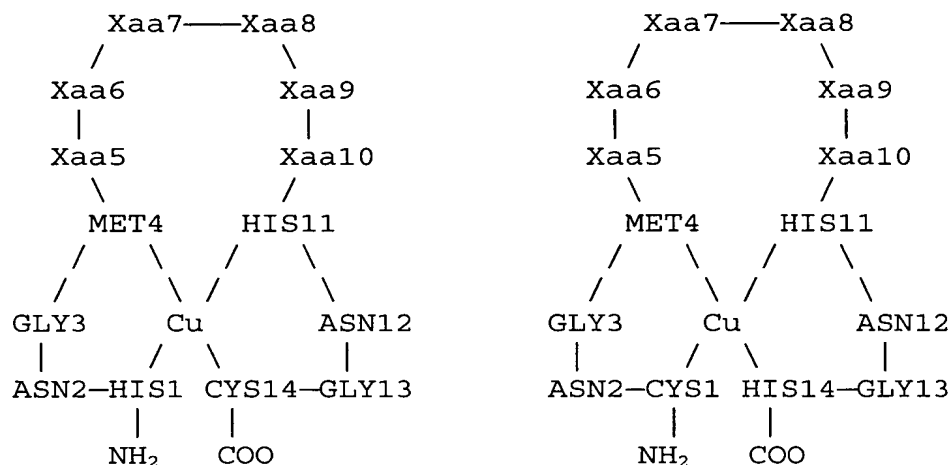 Xaa7 Xaa8 Xaa7 Xaa8
Xaa6 Xaa9 Xaa6 Xaa9
Xaa5 Xaa10 Xaa5 Xaa10
MET4 HIS11 MET4 HIS11
GLY3 Cu ASN12 GLY3 Cu ASN12
ASN2—HIS1 CYS14—GLY13 ASN2—CYS1 HIS14—GLY13
NH₂ COO NH₂ COO